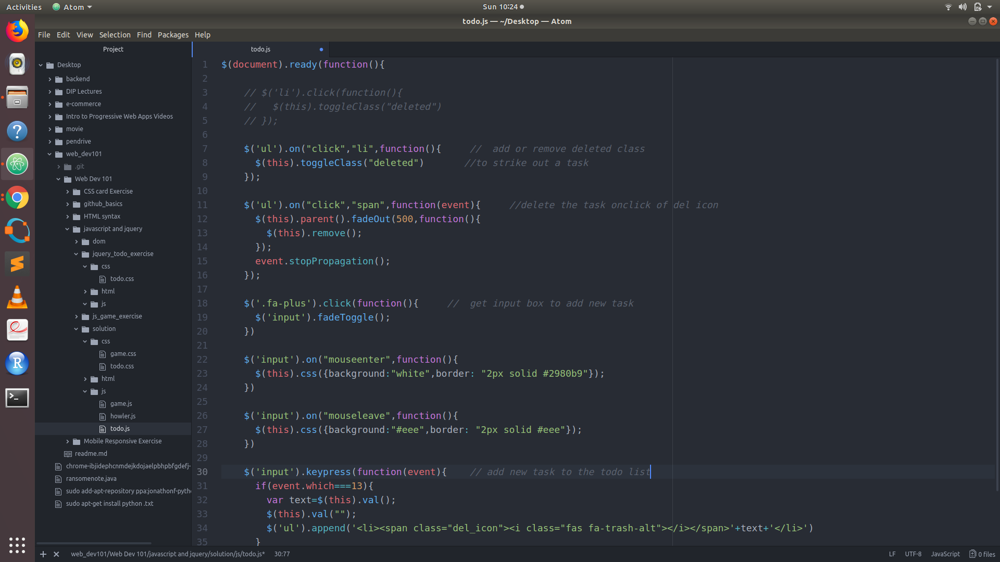 Activities
Atom
Sun 10:24
todo.js — ~/Desktop — Atom
File Edit View Selection Find Packages Help
Project
Desktop
backend
DIP Lectures
e-commerce
Intro to Progressive Web Apps Videos
movie
pendrive
web_dev101
.git
Web Dev 101
CSS card Exercise
github_basics
HTML syntax
javascript and jquery
dom
jquery_todo_exercise
css
todo.css
html
js
js_game_exercise
solution
css
game.css
todo.css
html
js
game.js
howler.js
todo.js
Mobile Responsive Exercise
readme.md
chrome-ibjidephcnmdejkdojaelpbhpbfgdefj-
ransomenote.java
sudo add-apt-repository ppa:jonathonf-pyth
sudo apt-get install python .txt
todo.js
1 $(document).ready(function(){
2
3 // $('li').click(function(){
4 //   $(this).toggleClass("deleted")
5 // });
6
7 $('ul').on("click","li",function(){     //  add or remove deleted class
8 $(this).toggleClass("deleted")       //to strike out a task
9 });
10
11 $('ul').on("click","span",function(event){     //delete the task onclick of del icon
12 $(this).parent().fadeOut(500,function(){
13 $(this).remove();
14 });
15 event.stopPropagation();
16 });
17
18 $('.fa-plus').click(function(){     //  get input box to add new task
19 $('input').fadeToggle();
20 })
21
22 $('input').on("mouseenter",function(){
23 $(this).css({background:"white",border: "2px solid #2980b9"});
24 })
25
26 $('input').on("mouseleave",function(){
27 $(this).css({background:"#eee",border: "2px solid #eee"});
28 })
29
30 $('input').keypress(function(event){    // add new task to the todo list
31 if(event.which===13){
32 var text=$(this).val();
33 $(this).val("");
34 $('ul').append('<li><span class="del_icon"><i class="fas fa-trash-alt"></i></span>'+text+'</li>')
35 }
web_dev101/Web Dev 101/javascript and jquery/solution/js/todo.js* 30:77
LF UTF-8 JavaScript 0 files